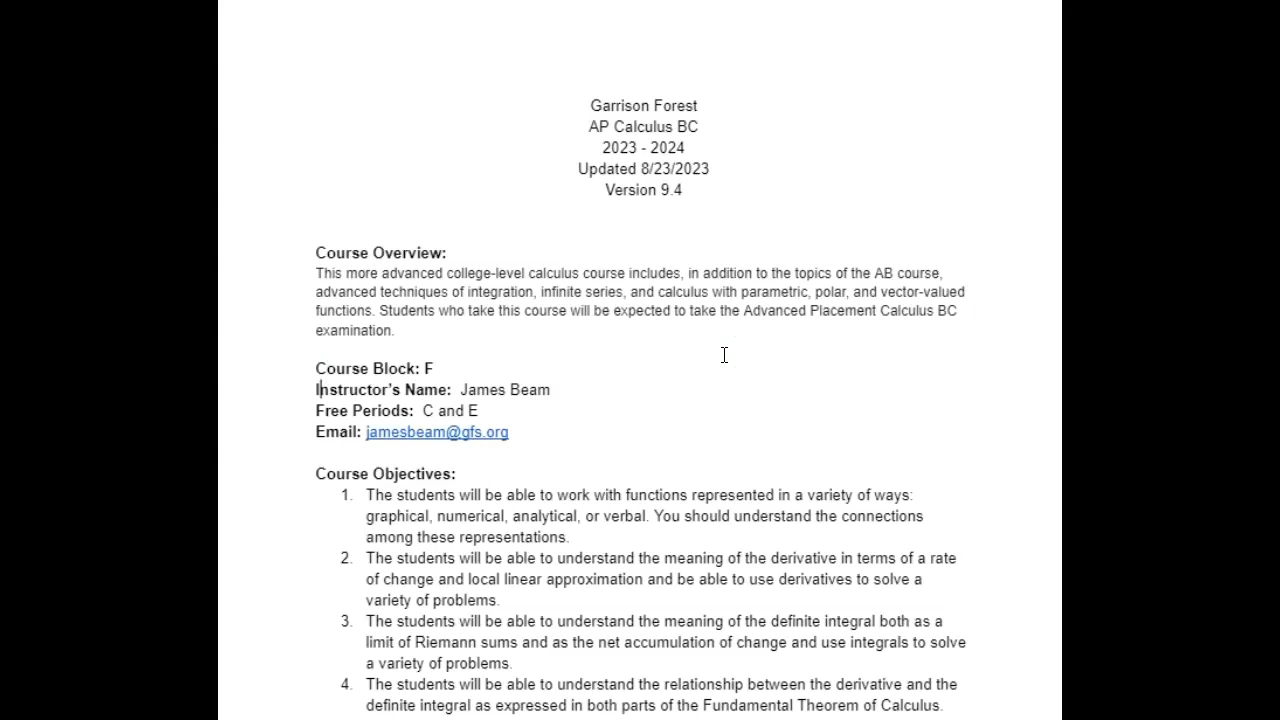 Garrison Forest
AP Calculus BC
2023 - 2024
Updated 8/23/2023
Version 9.4
Course Overview:
This more advanced college-level calculus course includes, in addition to the topics of the AB course,
advanced techniques of integration, infinite series, and calculus with parametric, polar, and vector-valued
functions. Students who take this course will be expected to take the Advanced Placement Calculus BC
examination.
Course Block: F
Instructor's Name:  James Beam
Free Periods:  C and E
Email: jamesbeam@gfs.org
Course Objectives:
1. The students will be able to work with functions represented in a variety of ways:
graphical, numerical, analytical, or verbal. You should understand the connections
among these representations.
2. The students will be able to understand the meaning of the derivative in terms of a rate
of change and local linear approximation and be able to use derivatives to solve a
variety of problems.
3. The students will be able to understand the meaning of the definite integral both as a
limit of Riemann sums and as the net accumulation of change and use integrals to solve
a variety of problems.
4. The students will be able to understand the relationship between the derivative and the
definite integral as expressed in both parts of the Fundamental Theorem of Calculus.